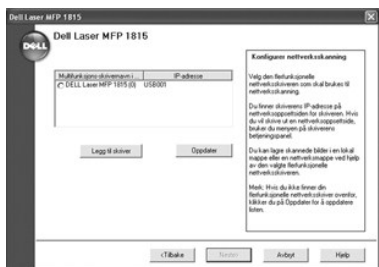 Dell Laser MFP 1815
DELL
Dell Laser MFP 1815
Multifunksjons skrivernavn i ...
IP-adresse
DELL Laser MFP 1815 (0)
USB001
Legg til skriver
Oppdater
Konfigurer nettverksskanning
Velg den flerfunksjonelle
nettverksskriveren som skal brukes til
nettverksskanning.
Du finner skriverens IP-adresse på
nettverksoppsettsiden for skriveren. Hvis
du vil skrive ut en nettverksoppsettside,
bruker du menyen på skriverens
betjeningspanel.
Du kan lagre skannede bilder i en lokal
mappe eller en nettverksmappe ved hjelp
av den valgte flerfunksjonelle
nettverksskriveren.
Merk: Hvis du ikke finner din
flerfunksjonelle nettverksskriver ovenfor,
klikker du på Oppdater for å oppdatere
listen.
<Tilbake
Avbryt
Hjelp